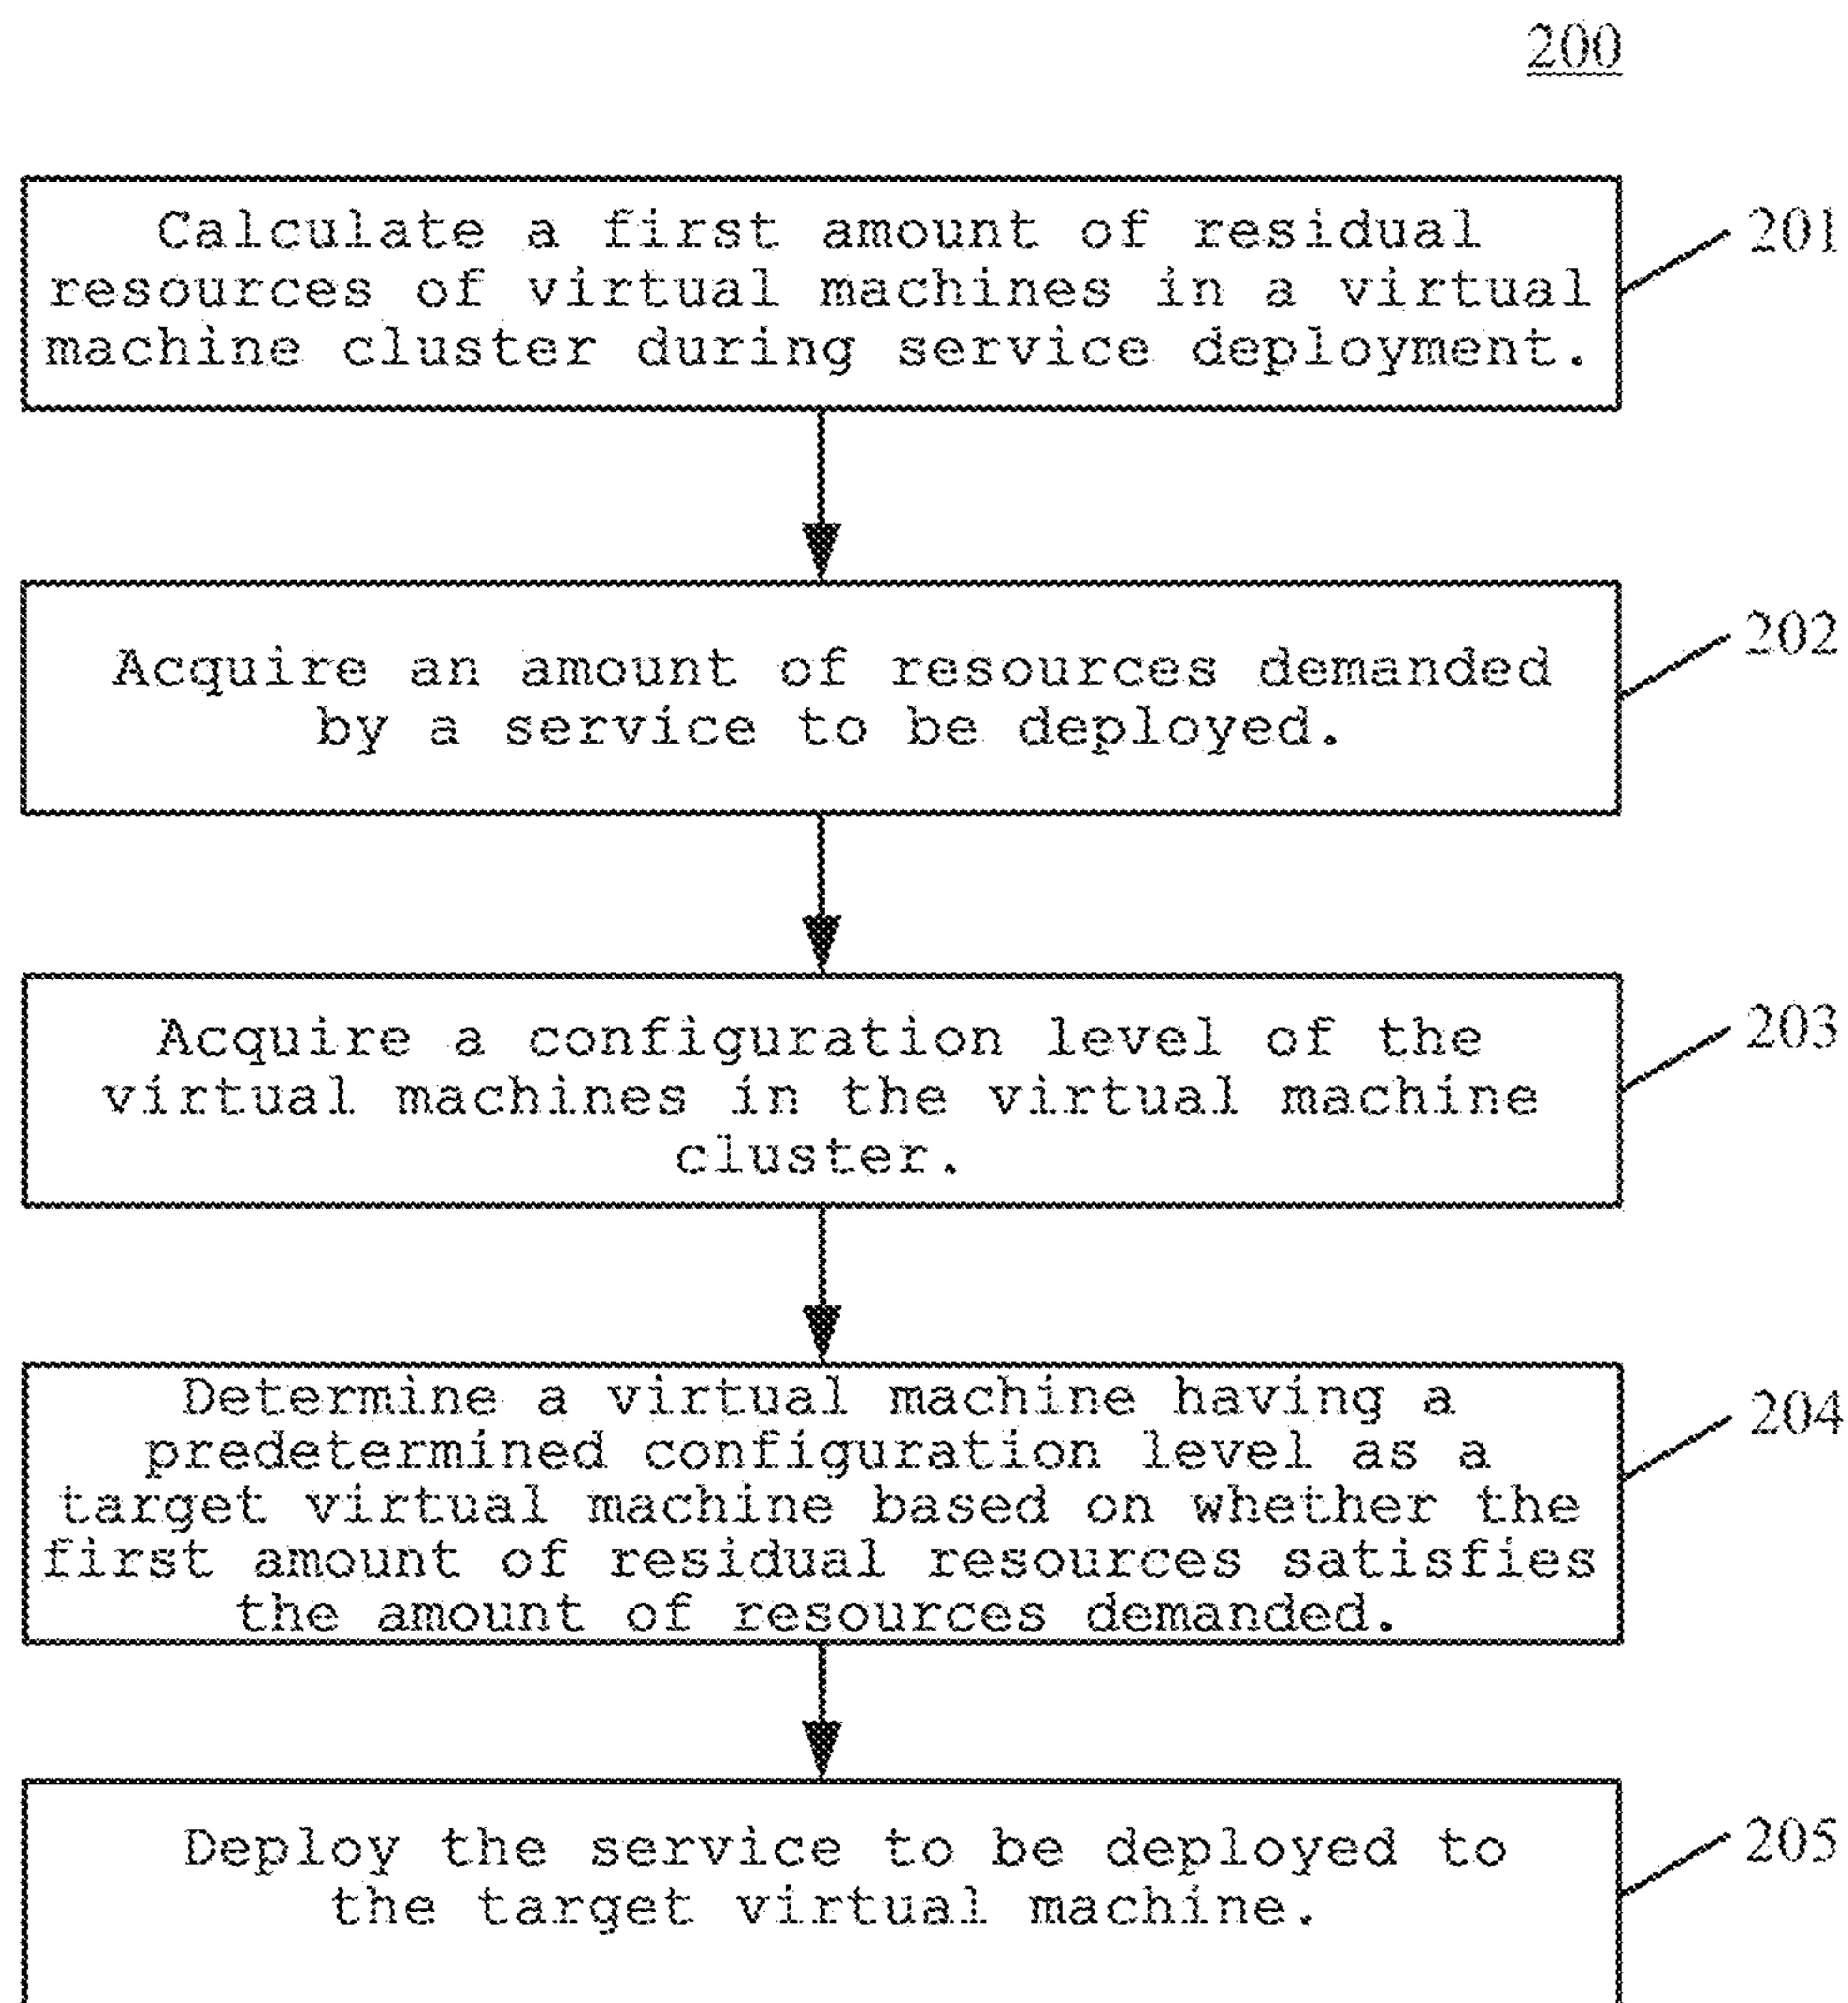 200
Calculate a first amount of residual
resources of virtual machines in a virtual
machine cluster during service deployment.
201
Acquire an amount of resources demanded
by a service to be deployed.
202
Acquire a configuration level of the
virtual machines in the virtual machine
cluster.
203
Determine a virtual machine having a
predetermined configuration level as a
target virtual machine based on whether the
first amount of residual resources satisfies
the amount of resources demanded.
204
Deploy the service to be deployed to
the target virtual machine.
205